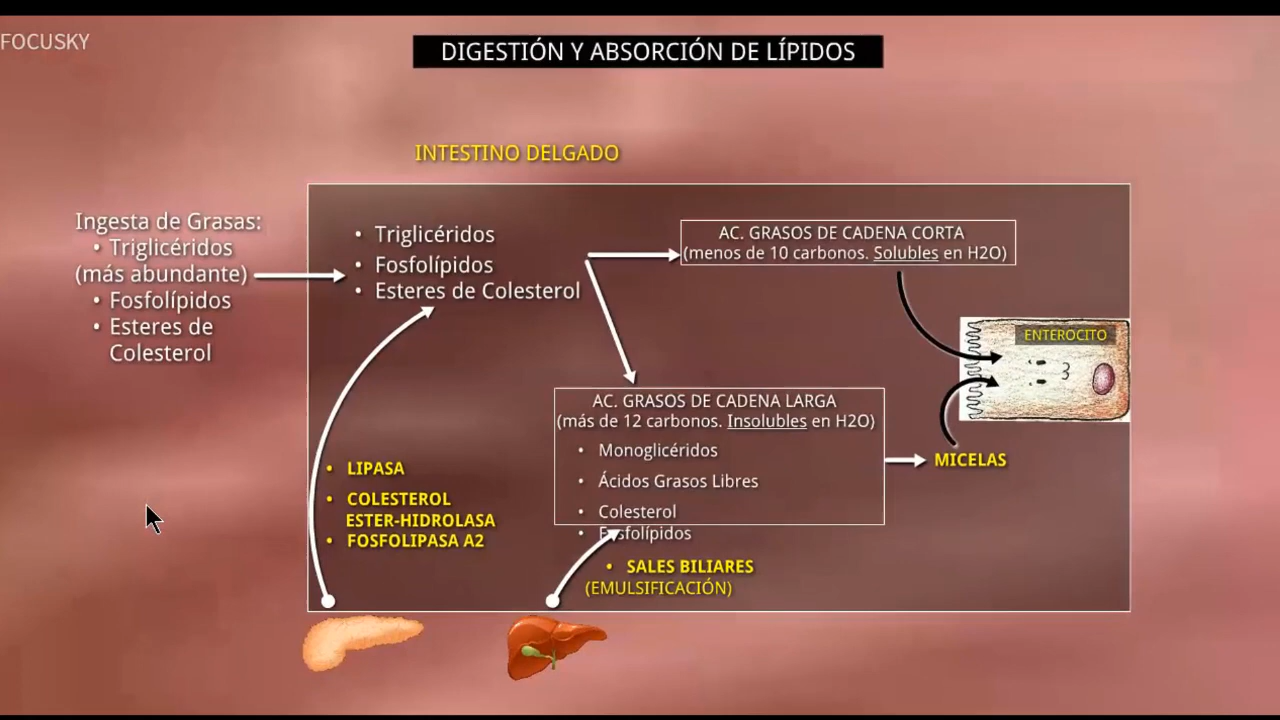 FOCUSKY
DIGESTIÓN Y ABSORCIÓN DE LÍPIDOS
INTESTINO DELGADO
Ingesta de Grasas:
• Triglicéridos
(más abundante)
• Fosfolípidos
• Esteres de
Colesterol
• Triglicéridos
• Fosfolípidos
• Esteres de Colesterol
• LIPASA
• COLESTEROL
ESTER-HIDROLASA
• FOSFOLIPASA A2
AC. GRASOS DE CADENA CORTA
(menos de 10 carbonos. Solubles en H2O)
AC. GRASOS DE CADENA LARGA
(más de 12 carbonos. Insolubles en H2O)
• Monoglicéridos
• Ácidos Grasos Libres
• Colesterol
• Fosfolípidos
• SALES BILIARES
(EMULSIFICACIÓN)
MICELAS
ENTEROCITO